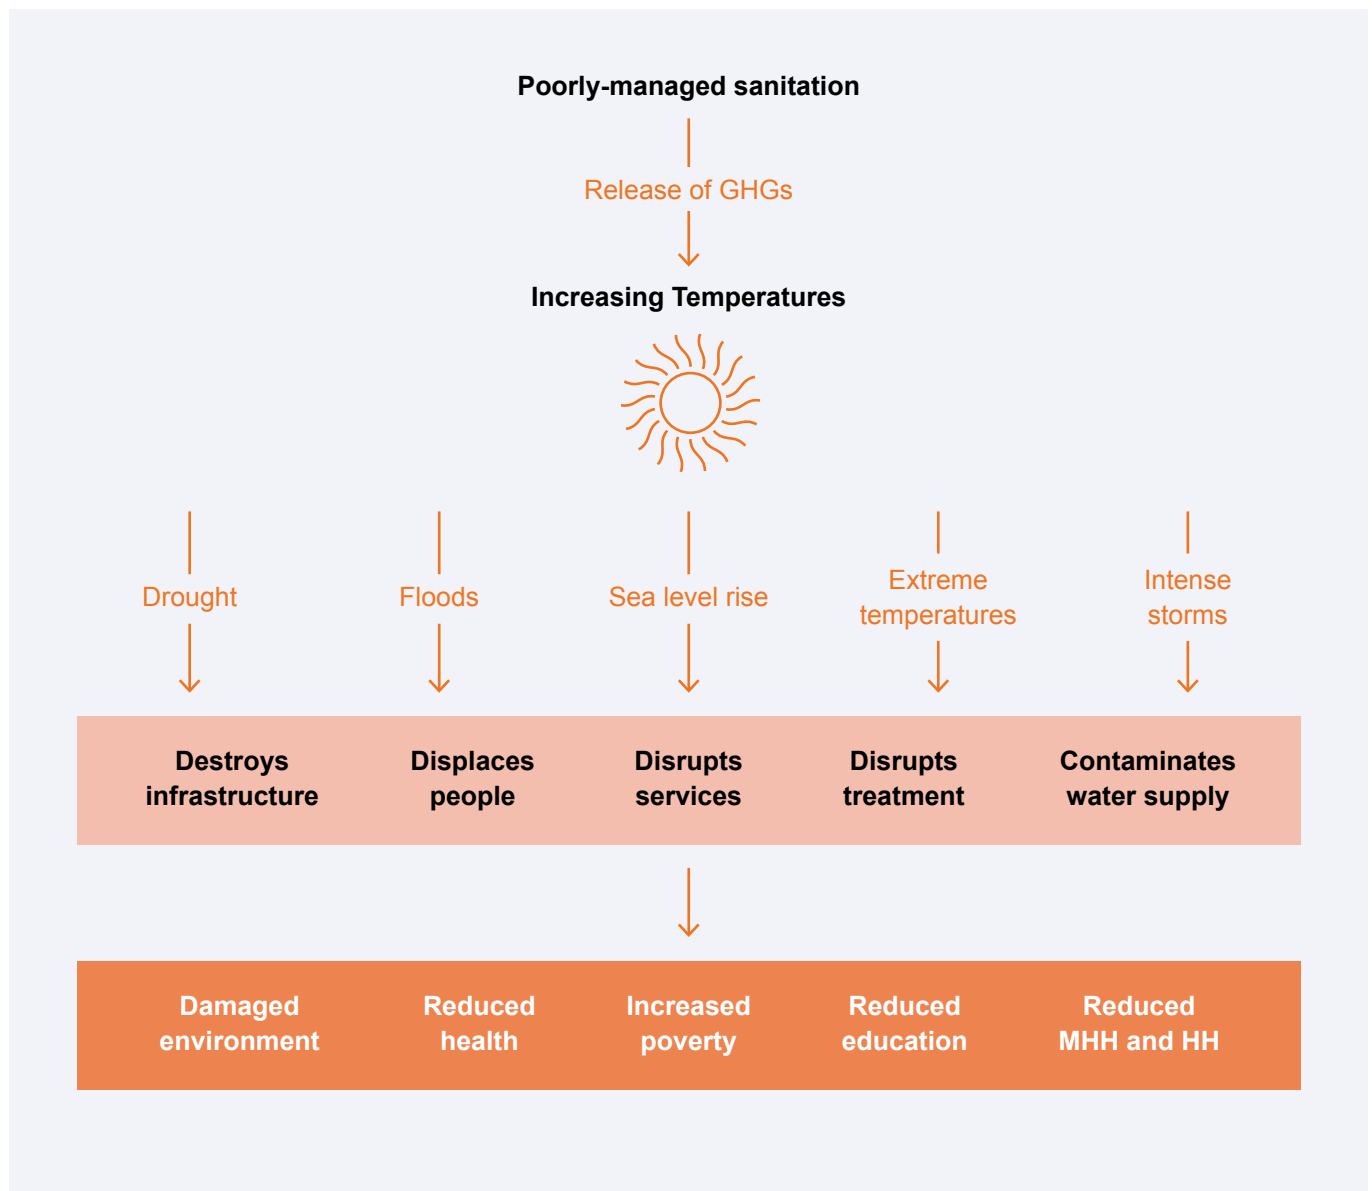 Poorly-managed sanitation
Release of GHGs
Increasing Temperatures
Drought
Floods
Sea level rise
Extreme
temperatures
Intense
storms
Destroys
infrastructure
Displaces
people
Disrupts
services
Disrupts
treatment
Contaminates
water supply
Damaged
environment
Reduced
health
Increased
poverty
Reduced
education
Reduced
MHH and HH